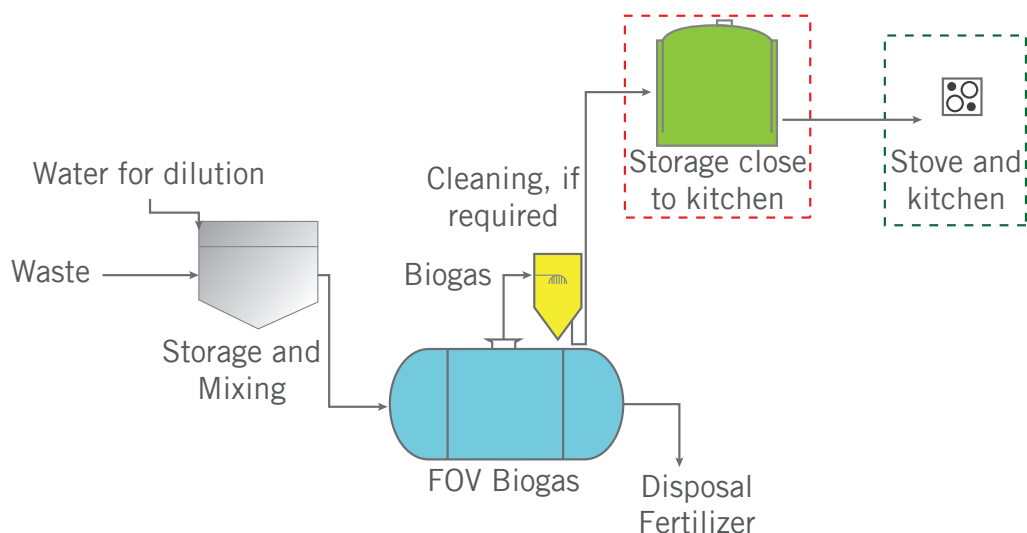 Water for dilution
Waste
Storage and
Mixing
Biogas
Cleaning, if
required
FOV Biogas
Disposal
Fertilizer
Storage close
to kitchen
Stove and
kitchen